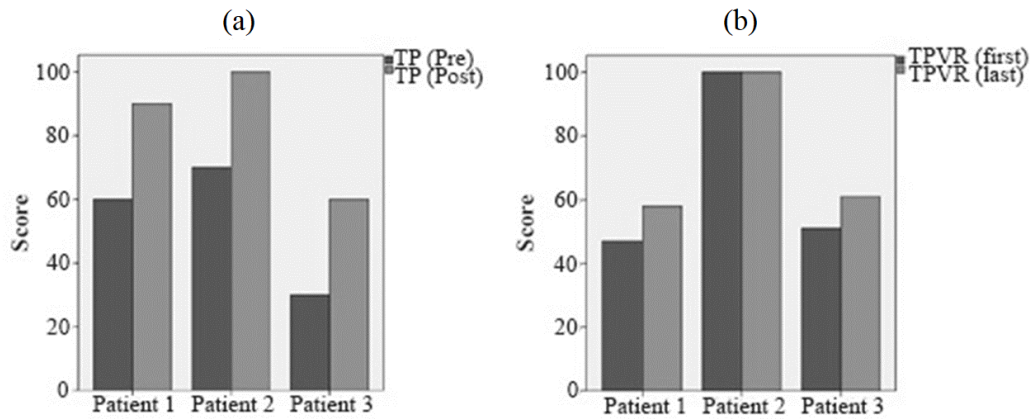 (a)
TP (Pre)
TP (Post)
100
80
60
40
20
0
Score
Patient 1 Patient 2 Patient 3
(b)
TPVR (first)
TPVR (last)
100
80
60
40
20
0
Score
Patient 1 Patient 2 Patient 3